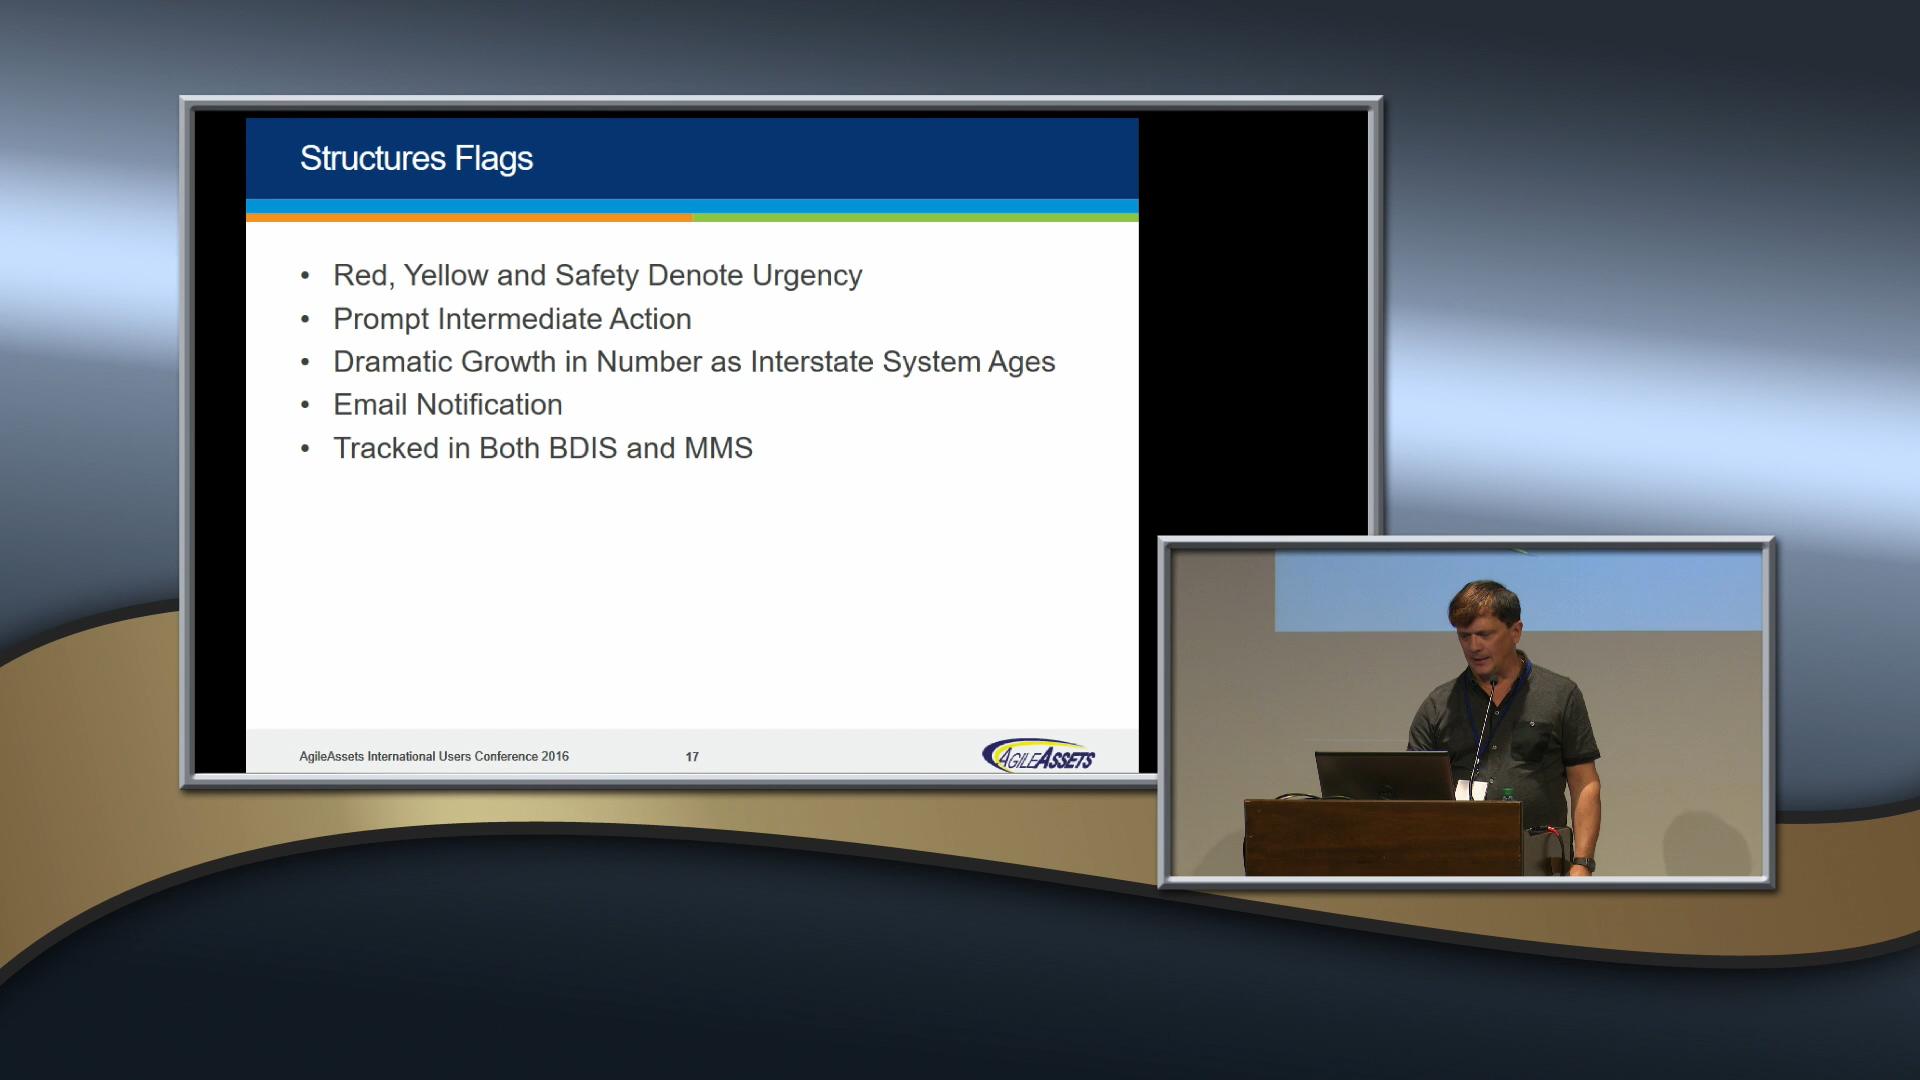 Structures Flags
• Red, Yellow and Safety Denote Urgency
• Prompt Intermediate Action
• Dramatic Growth in Number as Interstate System Ages
• Email Notification
• Tracked in Both BDIS and MMS
AgileAssets International Users Conference 2016
17
AGILEASSETS